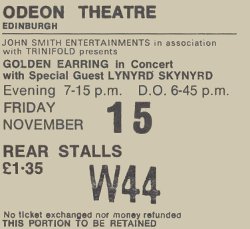 ODEON THEATRE
EDINBURGH
JOHN SMITH ENTERTAINMENTS in association
with TRINIFOLD presents
GOLDEN EARRING in Concert
with Special Guest LYNYRD SKYNYRD
Evening 7-15 p.m. D.O. 6-45 p.m.
FRIDAY
NOVEMBER 15
REAR STALLS
£1·35
W44
No ticket exchanged nor money refunded
THIS PORTION TO BE RETAINED